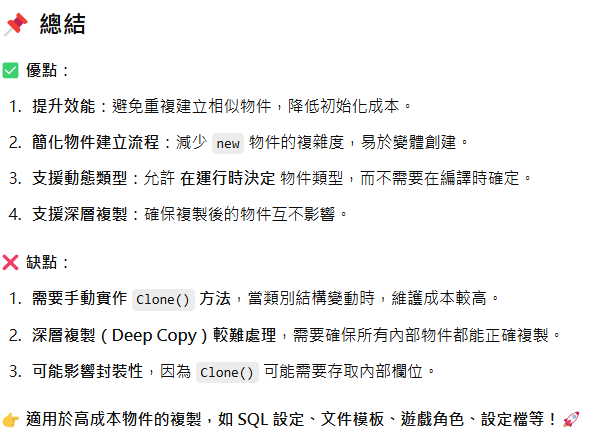 📌 總結
✅ 優點：
1. 提升效能：避免重複建立相似物件，降低初始化成本。
2. 簡化物件建立流程：減少 new 物件的複雜度，易於變體創建。
3. 支援動態類型：允許 在運行時決定 物件類型，而不需要在編譯時確定。
4. 支援深層複製：確保複製後的物件互不影響。
❌ 缺點：
1. 需要手動實作 Clone() 方法，當類別結構變動時，維護成本較高。
2. 深層複製（Deep Copy）較難處理，需要確保所有內部物件都能正確複製。
3. 可能影響封裝性，因為 Clone() 可能需要存取內部欄位。
👉 適用於高成本物件的複製，如 SQL 設定、文件模板、遊戲角色、設定檔等！🚀